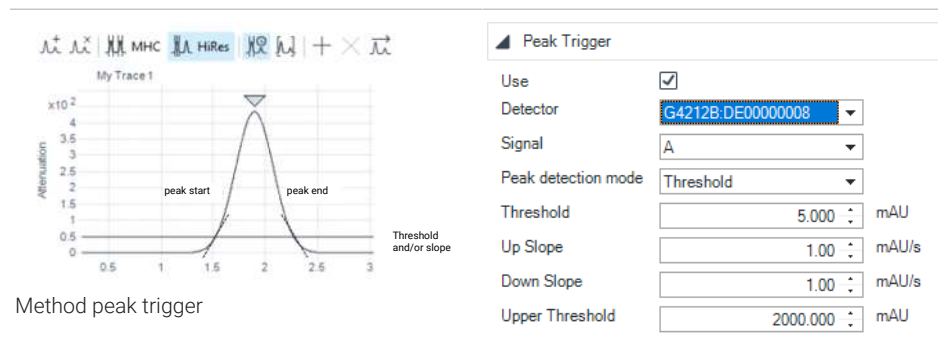 MHC HiRes
My Trace 1
x10 2
4
3.5
3
2.5
2
1.5
1
0.5
0
Attenuation
peak start
peak end
Threshold
and/or slope
0.5 1 1.5 2 2.5 3
Method peak trigger
Peak Trigger
Use
Detector G4212B:DE00000008
Signal A
Peak detection mode Threshold
Threshold 5.000 mAU
Up Slope 1.00 mAU/s
Down Slope 1.00 mAU/s
Upper Threshold 2000.000 mAU